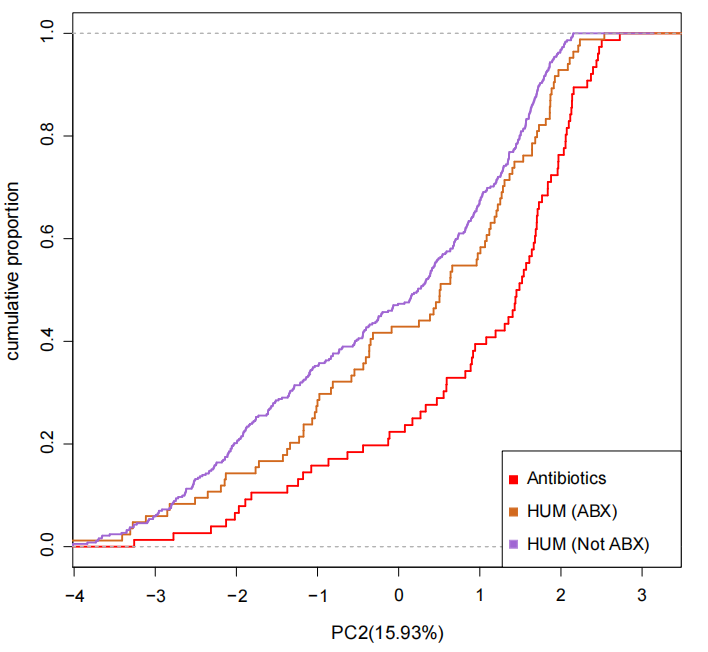 1.0
0.8
0.6
0.4
0.2
0.0
cumulative proportion
−4 −3 −2 −1 0 1 2 3
PC2(15.93%)
Antibiotics
HUM (ABX)
HUM (Not ABX)